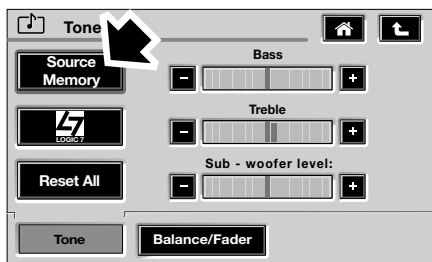 Tone
Source
Memory
Bass
- +
Treble
- +
LOGIC 7
Sub - woofer level:
- +
Reset All
Tone
Balance/Fader